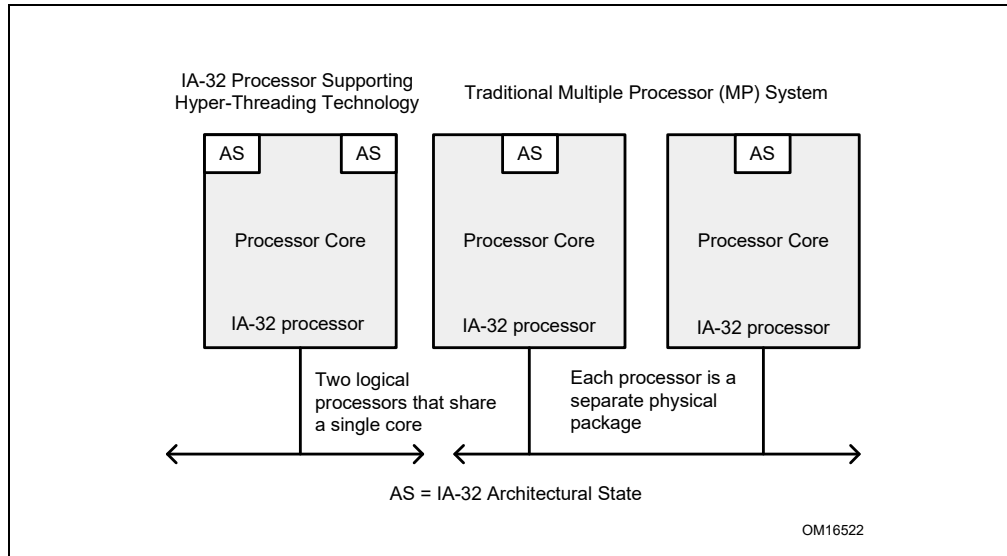 IA-32 Processor Supporting
Hyper-Threading Technology
Traditional Multiple Processor (MP) System
AS
AS
AS
AS
Processor Core
Processor Core
Processor Core
IA-32 processor
IA-32 processor
IA-32 processor
Two logical
processors that share
a single core
Each processor is a
separate physical
package
AS = IA-32 Architectural State
OM16522